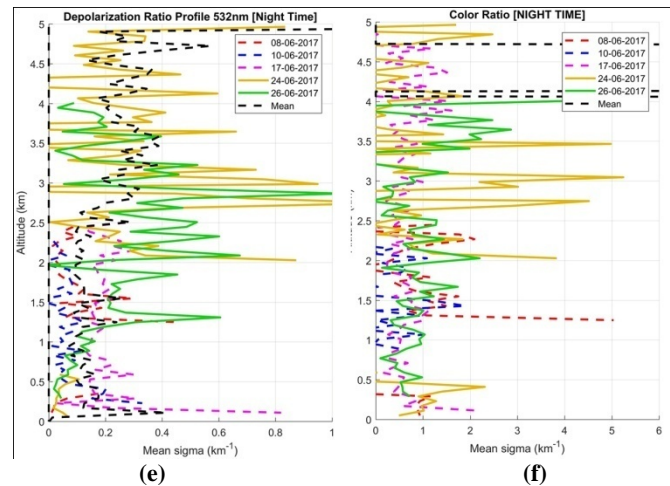 Depolarization Ratio Profile 532nm [Night Time]
5
4.5
4
3.5
3
2.5
2
1.5
1
0.5
0
Altitude (km)
08-06-2017
10-06-2017
17-06-2017
24-06-2017
26-06-2017
Mean
0 0.2 0.4 0.6 0.8 1
Mean sigma (km-1)
(e)
Color Ratio [NIGHT TIME]
5
4.5
4
3.5
3
2.5
2
1.5
1
0.5
0
08-06-2017
10-06-2017
17-06-2017
24-06-2017
26-06-2017
Mean
0 1 2 3 4 5 6
Mean sigma (km-1)
(f)